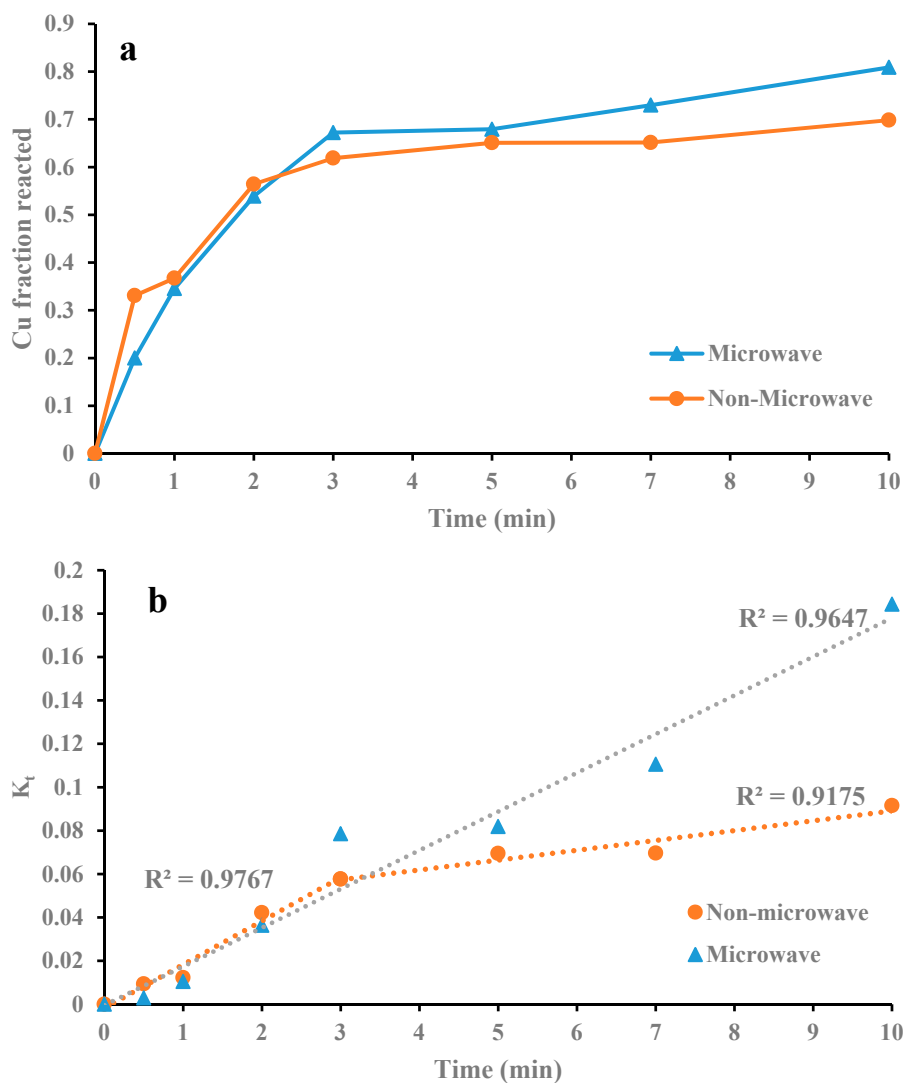 a
0.9
0.8
0.7
0.6
0.5
0.4
0.3
0.2
0.1
0
Cu fraction reacted
Microwave
Non-Microwave
0 1 2 3 4 5 6 7 8 9 10
Time (min)
b
0.2
0.18
0.16
0.14
0.12
0.1
0.08
0.06
0.04
0.02
0
Kt
R² = 0.9647
R² = 0.9175
R² = 0.9767
Non-microwave
Microwave
0 1 2 3 4 5 6 7 8 9 10
Time (min)